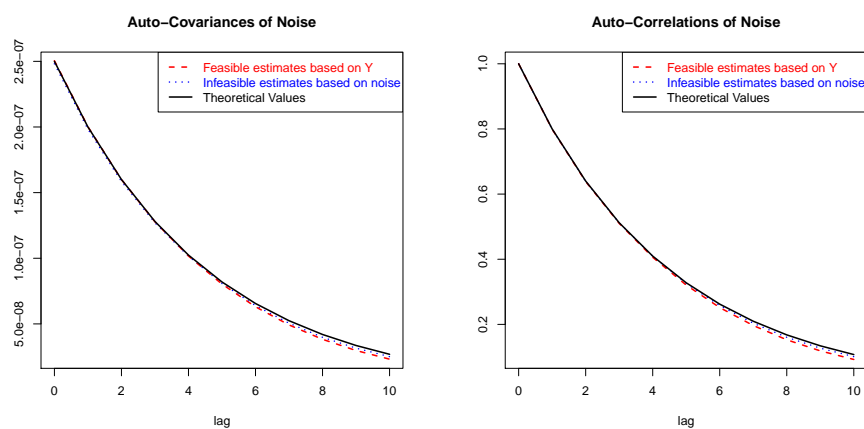 Auto−Covariances of Noise
Feasible estimates based on Y
Infeasible estimates based on noise
Theoretical Values
2.5e−07
2.0e−07
1.5e−07
1.0e−07
5.0e−08
0 2 4 6 8 10
lag
Auto−Correlations of Noise
Feasible estimates based on Y
Infeasible estimates based on noise
Theoretical Values
1.0
0.8
0.6
0.4
0.2
0 2 4 6 8 10
lag